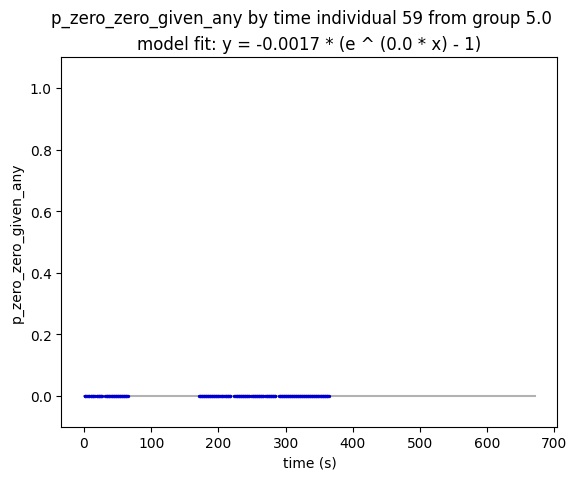 p_zero_zero_given_any by time individual 59 from group 5.0
model fit: y = -0.0017 * (e ^ (0.0 * x) - 1)
1.0
0.8
0.6
0.4
0.2
0.0
p_zero_zero_given_any
0 100 200 300 400 500 600 700
time (s)